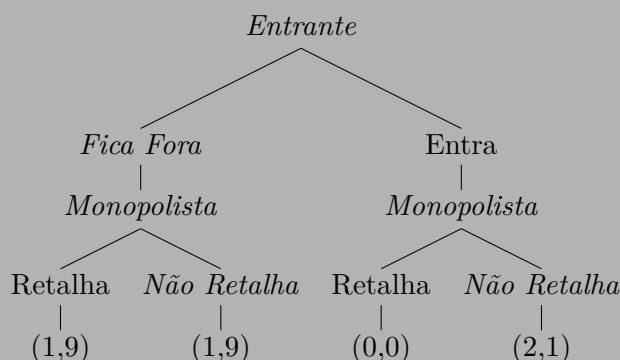 Entrante
Fica Fora Entra
Monopolista Monopolista
Retalha Não Retalha Retalha Não Retalha
(1,9) (1,9) (0,0) (2,1)